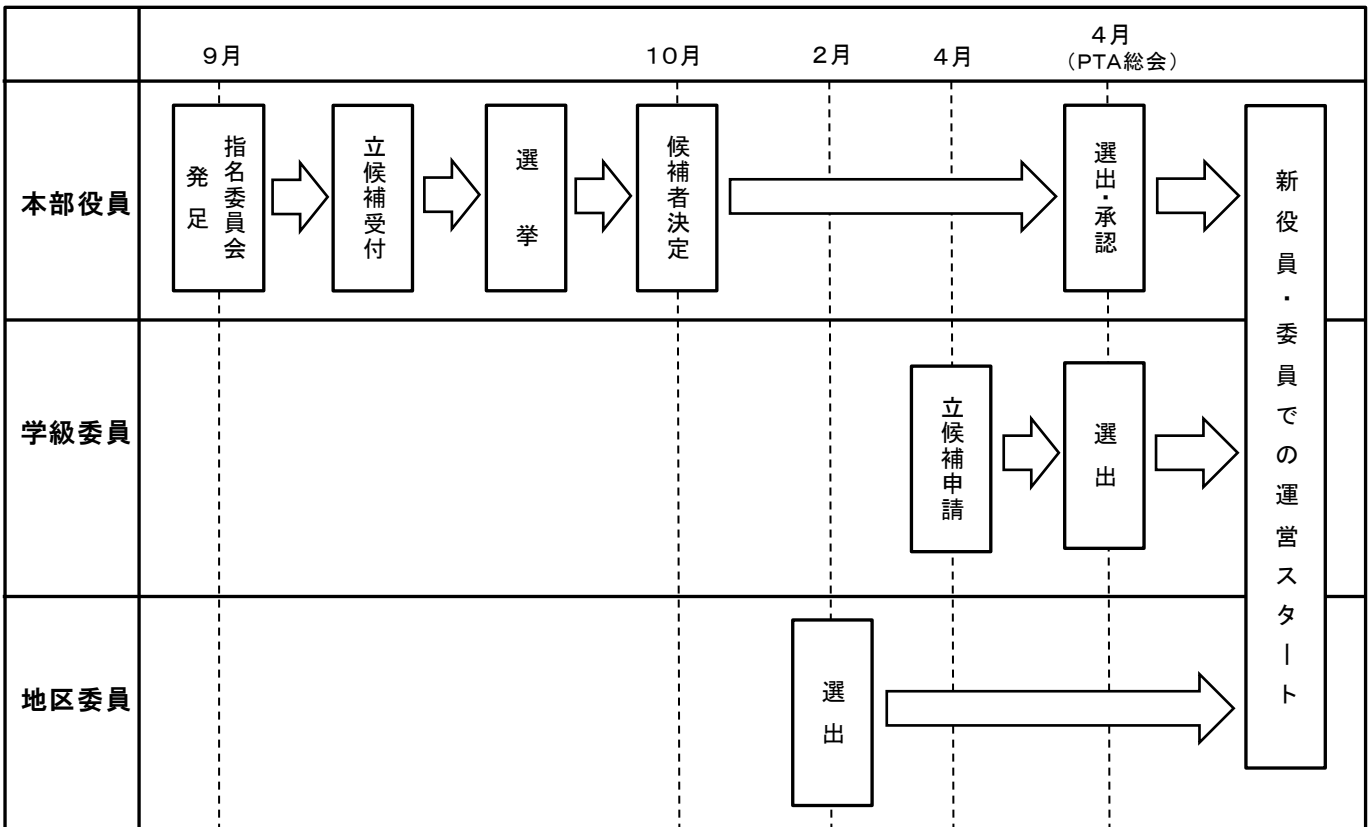 9月
10月
2月
4月
4月
(PTA総会)
本部役員
指名委員会
発足
立候補受付
選挙
候補者決定
選出・承認
新役員・委員での運営スタート
学級委員
立候補申請
選出
地区委員
選出